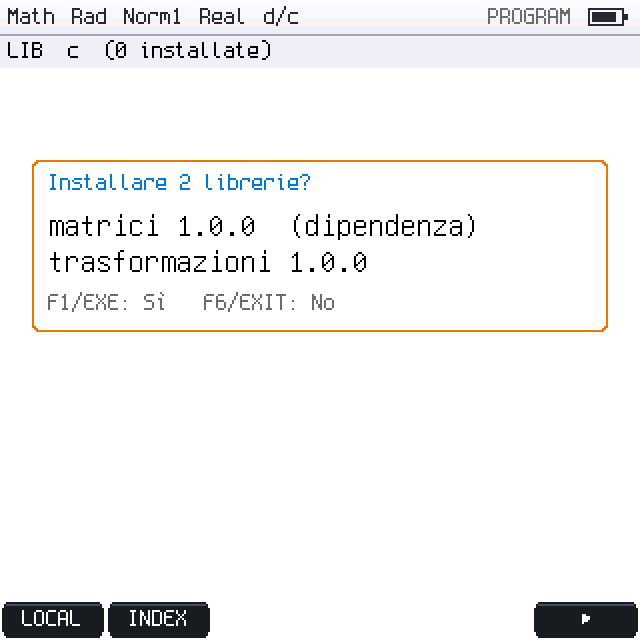 Math Rad Norm1 Real d/c PROGRAM
LIB c (0 installate)
Installare 2 librerie?
matrici 1.0.0 (dipendenza)
trasformazioni 1.0.0
F1/EXE: Sì F6/EXIT: No
LOCAL INDEX